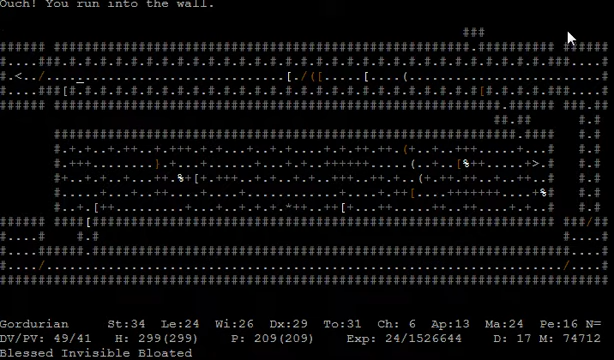 Ouch! You run into the wall.
Gordurian St:34 Le:24 Wi:26 Dx:29 To:31 Ch: 6 Ap:13 Ma:24 Pe:16 N=
DV/PV: 49/41 H: 299(299) P: 209(209) Exp: 24/1526644 D: 17 M: 74712
Blessed Invisible Bloated